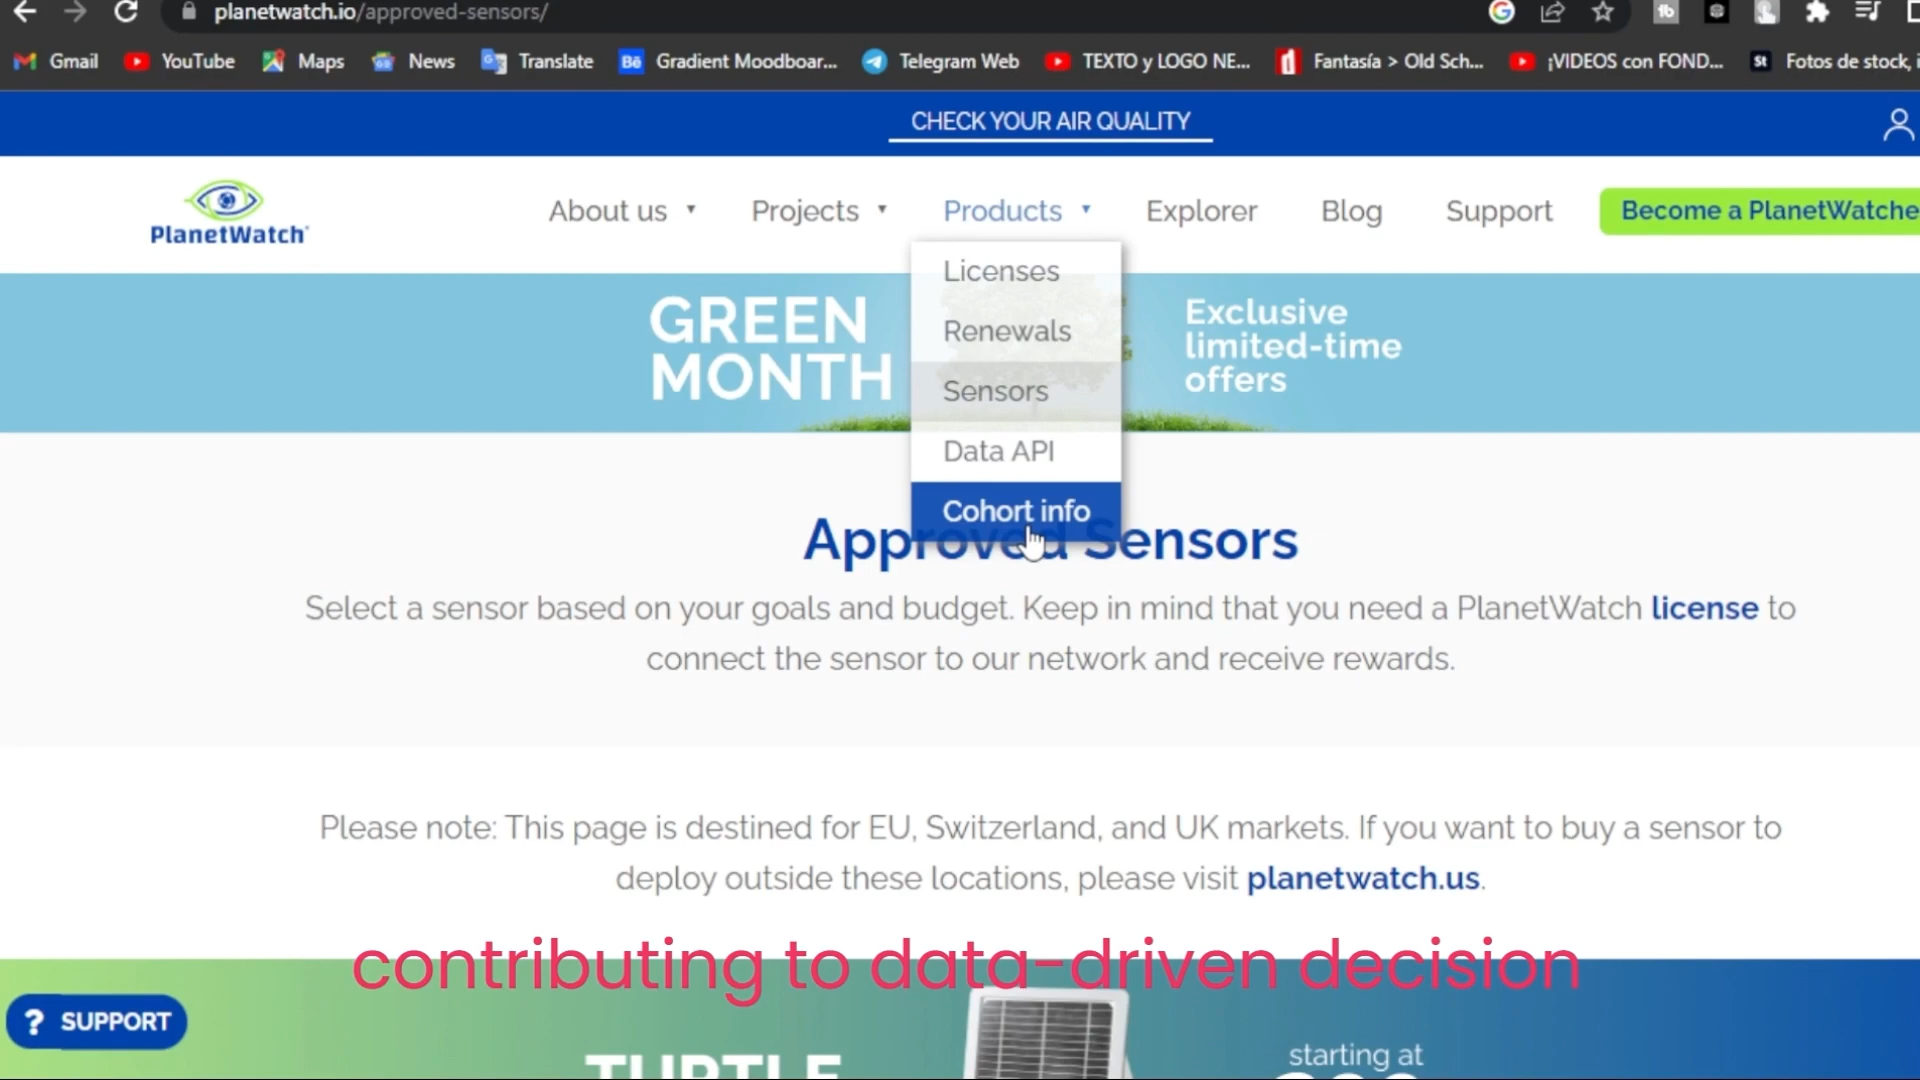 planetwatch.io/approved-sensors/
Gmail YouTube Maps News Translate Gradient Moodboar... Telegram Web TEXTO y LOGO NE... Fantasía > Old Sch... ¡VIDEOS con FOND... Fotos de stock, i
CHECK YOUR AIR QUALITY
PlanetWatch
About us Projects Products Explorer Blog Support Become a PlanetWatche
Licenses
Renewals
Sensors
Data API
Cohort info
GREEN
MONTH
Exclusive
limited-time
offers
Approved Sensors
Select a sensor based on your goals and budget. Keep in mind that you need a PlanetWatch license to
connect the sensor to our network and receive rewards.
Please note: This page is destined for EU, Switzerland, and UK markets. If you want to buy a sensor to
deploy outside these locations, please visit planetwatch.us.
contributing to data-driven decision
? SUPPORT
TURTLE
starting at